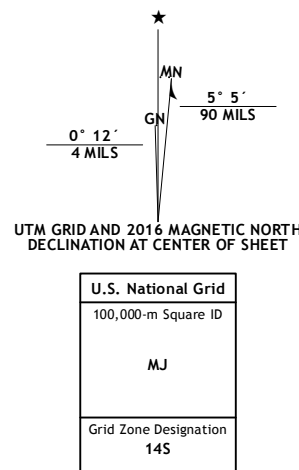 ★
MN
GN
5° 5´
90 MILS
0° 12´
4 MILS
UTM GRID AND 2016 MAGNETIC NORTH
DECLINATION AT CENTER OF SHEET
U.S. National Grid
100,000-m Square ID
MJ
Grid Zone Designation
14S